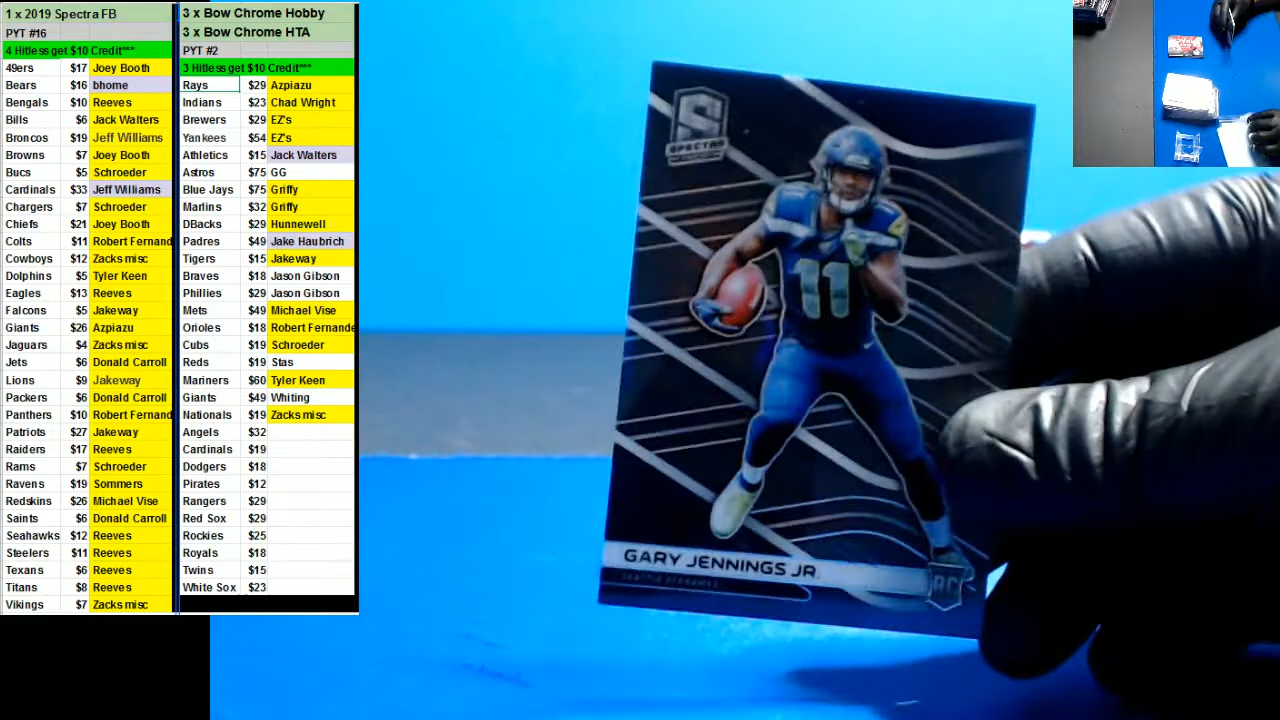 1 x 2019 Spectra FB
PYT #16
4 Hitless get $10 Credit***
49ers $17 Joey Booth
Bears $16 bhome
Bengals $10 Reeves
Bills $6 Jack Walters
Broncos $19 Jeff Williams
Browns $7 Joey Booth
Bucs $5 Schroeder
Cardinals $33 Jeff Williams
Chargers $7 Schroeder
Chiefs $21 Joey Booth
Colts $11 Robert Fernand
Cowboys $12 Zacks misc
Dolphins $5 Tyler Keen
Eagles $13 Reeves
Falcons $5 Jakeway
Giants $26 Azpiazu
Jaguars $4 Zacks misc
Jets $6 Donald Carroll
Lions $9 Jakeway
Packers $6 Donald Carroll
Panthers $10 Robert Fernand
Patriots $27 Jakeway
Raiders $17 Reeves
Rams $7 Schroeder
Ravens $19 Sommers
Redskins $26 Michael Vise
Saints $6 Donald Carroll
Seahawks $12 Reeves
Steelers $11 Reeves
Texans $6 Reeves
Titans $8 Reeves
Vikings $7 Zacks misc
3 x Bow Chrome Hobby
3 x Bow Chrome HTA
PYT #2
3 Hitless get $10 Credit***
Rays $29 Azpiazu
Indians $23 Chad Wright
Brewers $29 EZ's
Yankees $54 EZ's
Athletics $15 Jack Walters
Astros $75 GG
Blue Jays $75 Griffy
Marlins $32 Griffy
DBacks $29 Hunnewell
Padres $49 Jake Haubrich
Tigers $15 Jakeway
Braves $18 Jason Gibson
Phillies $29 Jason Gibson
Mets $49 Michael Vise
Orioles $18 Robert Fernande
Cubs $19 Schroeder
Reds $19 Stas
Mariners $60 Tyler Keen
Giants $49 Whiting
Nationals $19 Zacks misc
Angels $32
Cardinals $19
Dodgers $18
Pirates $12
Rangers $29
Red Sox $29
Rockies $25
Royals $18
Twins $15
White Sox $23
S
SPECTRA
11
GARY JENNINGS JR.
SEATTLE SEAHAWKS
RC